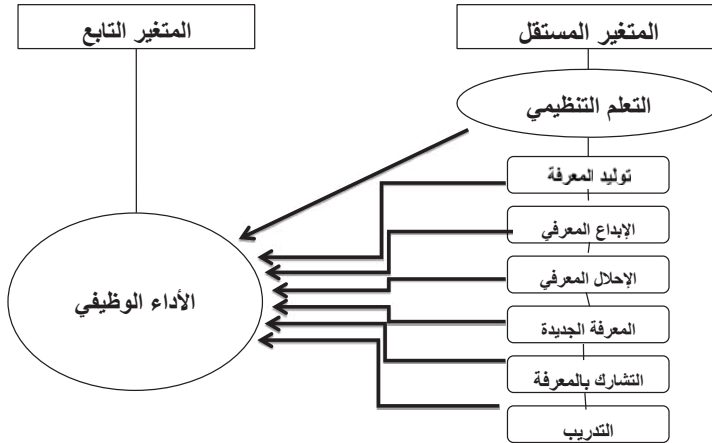 المتغير المستقل
المتغير التابع
التعلم التنظيمي
توليد المعرفة
الإبداع المعرفي
الإحلال المعرفي
المعرفة الجديدة
التشارك بالمعرفة
التدريب
الأداء الوظيفي